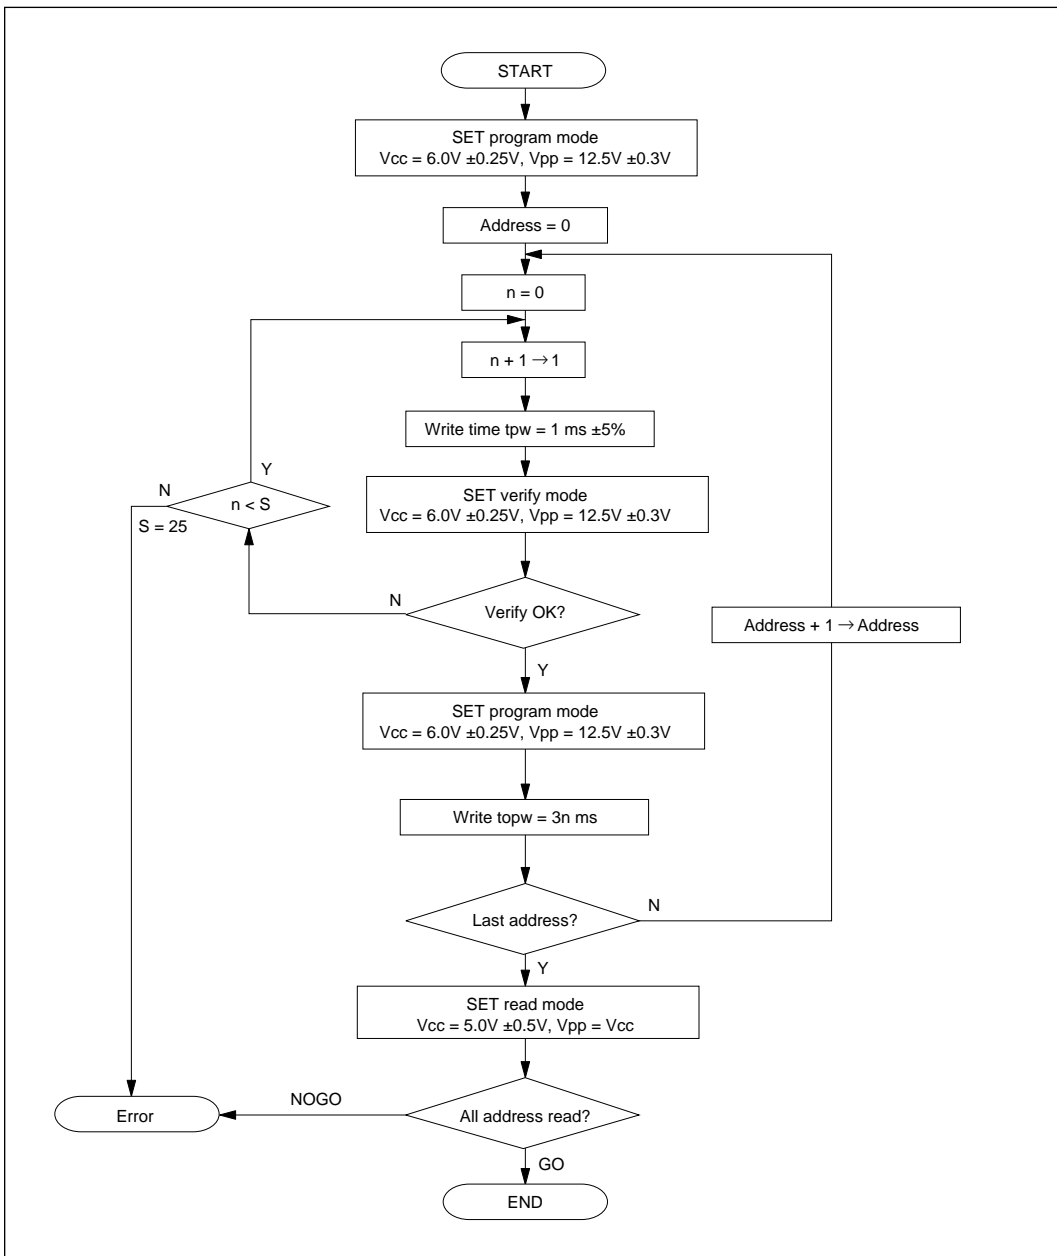 START
SET program mode
Vcc = 6.0V ±0.25V, Vpp = 12.5V ±0.3V
Address = 0
n = 0
n + 1 → 1
Write time tpw = 1 ms ±5%
Y
N
n < S
S = 25
SET verify mode
Vcc = 6.0V ±0.25V, Vpp = 12.5V ±0.3V
N
Verify OK?
Address + 1 → Address
Y
SET program mode
Vcc = 6.0V ±0.25V, Vpp = 12.5V ±0.3V
Write topw = 3n ms
Last address?
N
Y
SET read mode
Vcc = 5.0V ±0.5V, Vpp = Vcc
NOGO
Error
All address read?
GO
END